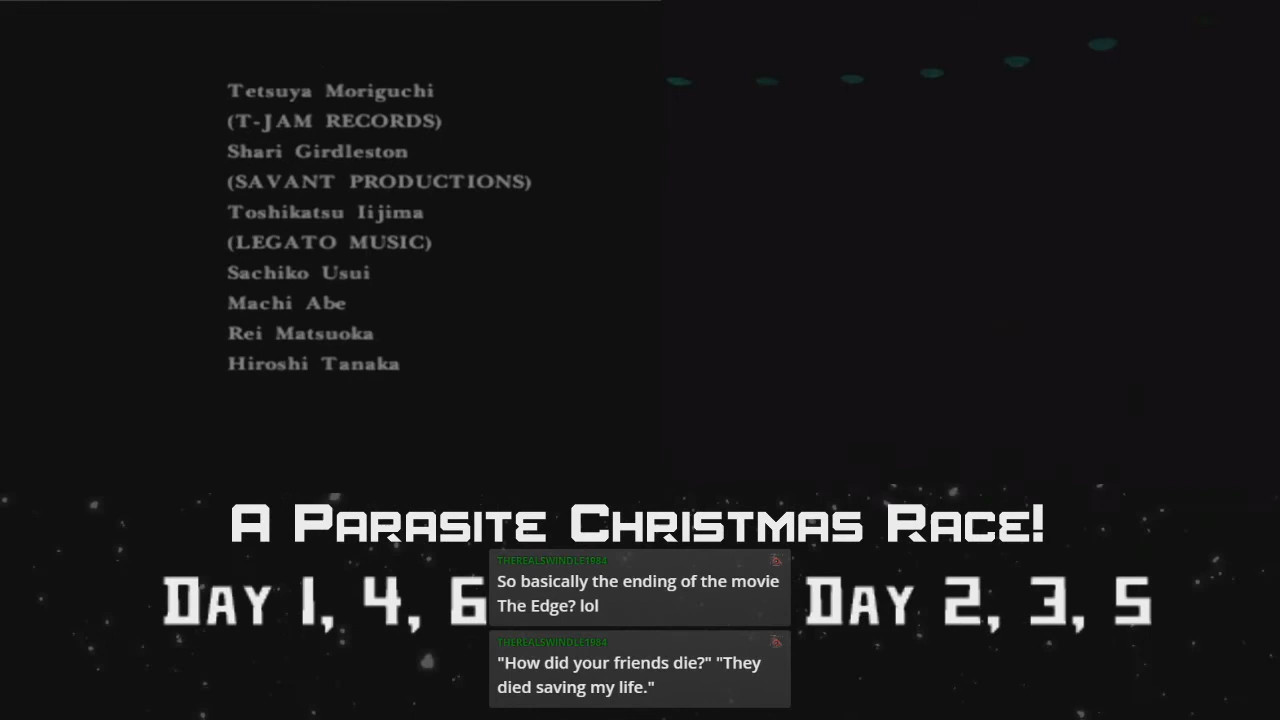 Tetsuya Moriguchi
(T-JAM RECORDS)
Shari Girdleston
(SAVANT PRODUCTIONS)
Toshikatsu Iijima
(LEGATO MUSIC)
Sachiko Usui
Machi Abe
Rei Matsuoka
Hiroshi Tanaka
A Parasite Christmas Race!
Day 1, 4, 6
Day 2, 3, 5
THEREALSWINDLE1984
So basically the ending of the movie
The Edge? lol
THEREALSWINDLE1984
"How did your friends die?" "They
died saving my life."